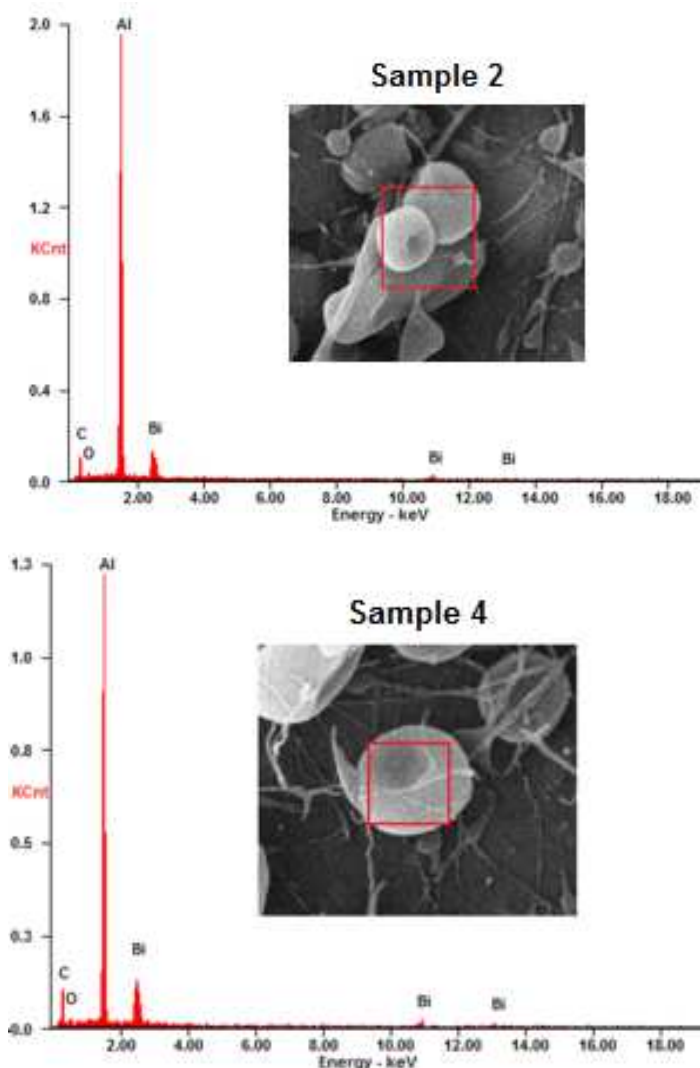 2.0
Al
Sample 2
1.6
1.2
KCnt
0.8
0.4
C
O
Bi
Bi
Bi
0.0
2.00 4.00 6.00 8.00 10.00 12.00 14.00 16.00 18.00
Energy - keV
1.3
Al
Sample 4
1.0
0.8
KCnt
0.5
0.3
C
O
Bi
Bi
Bi
0.0
2.00 4.00 6.00 8.00 10.00 12.00 14.00 16.00 18.00
Energy - keV